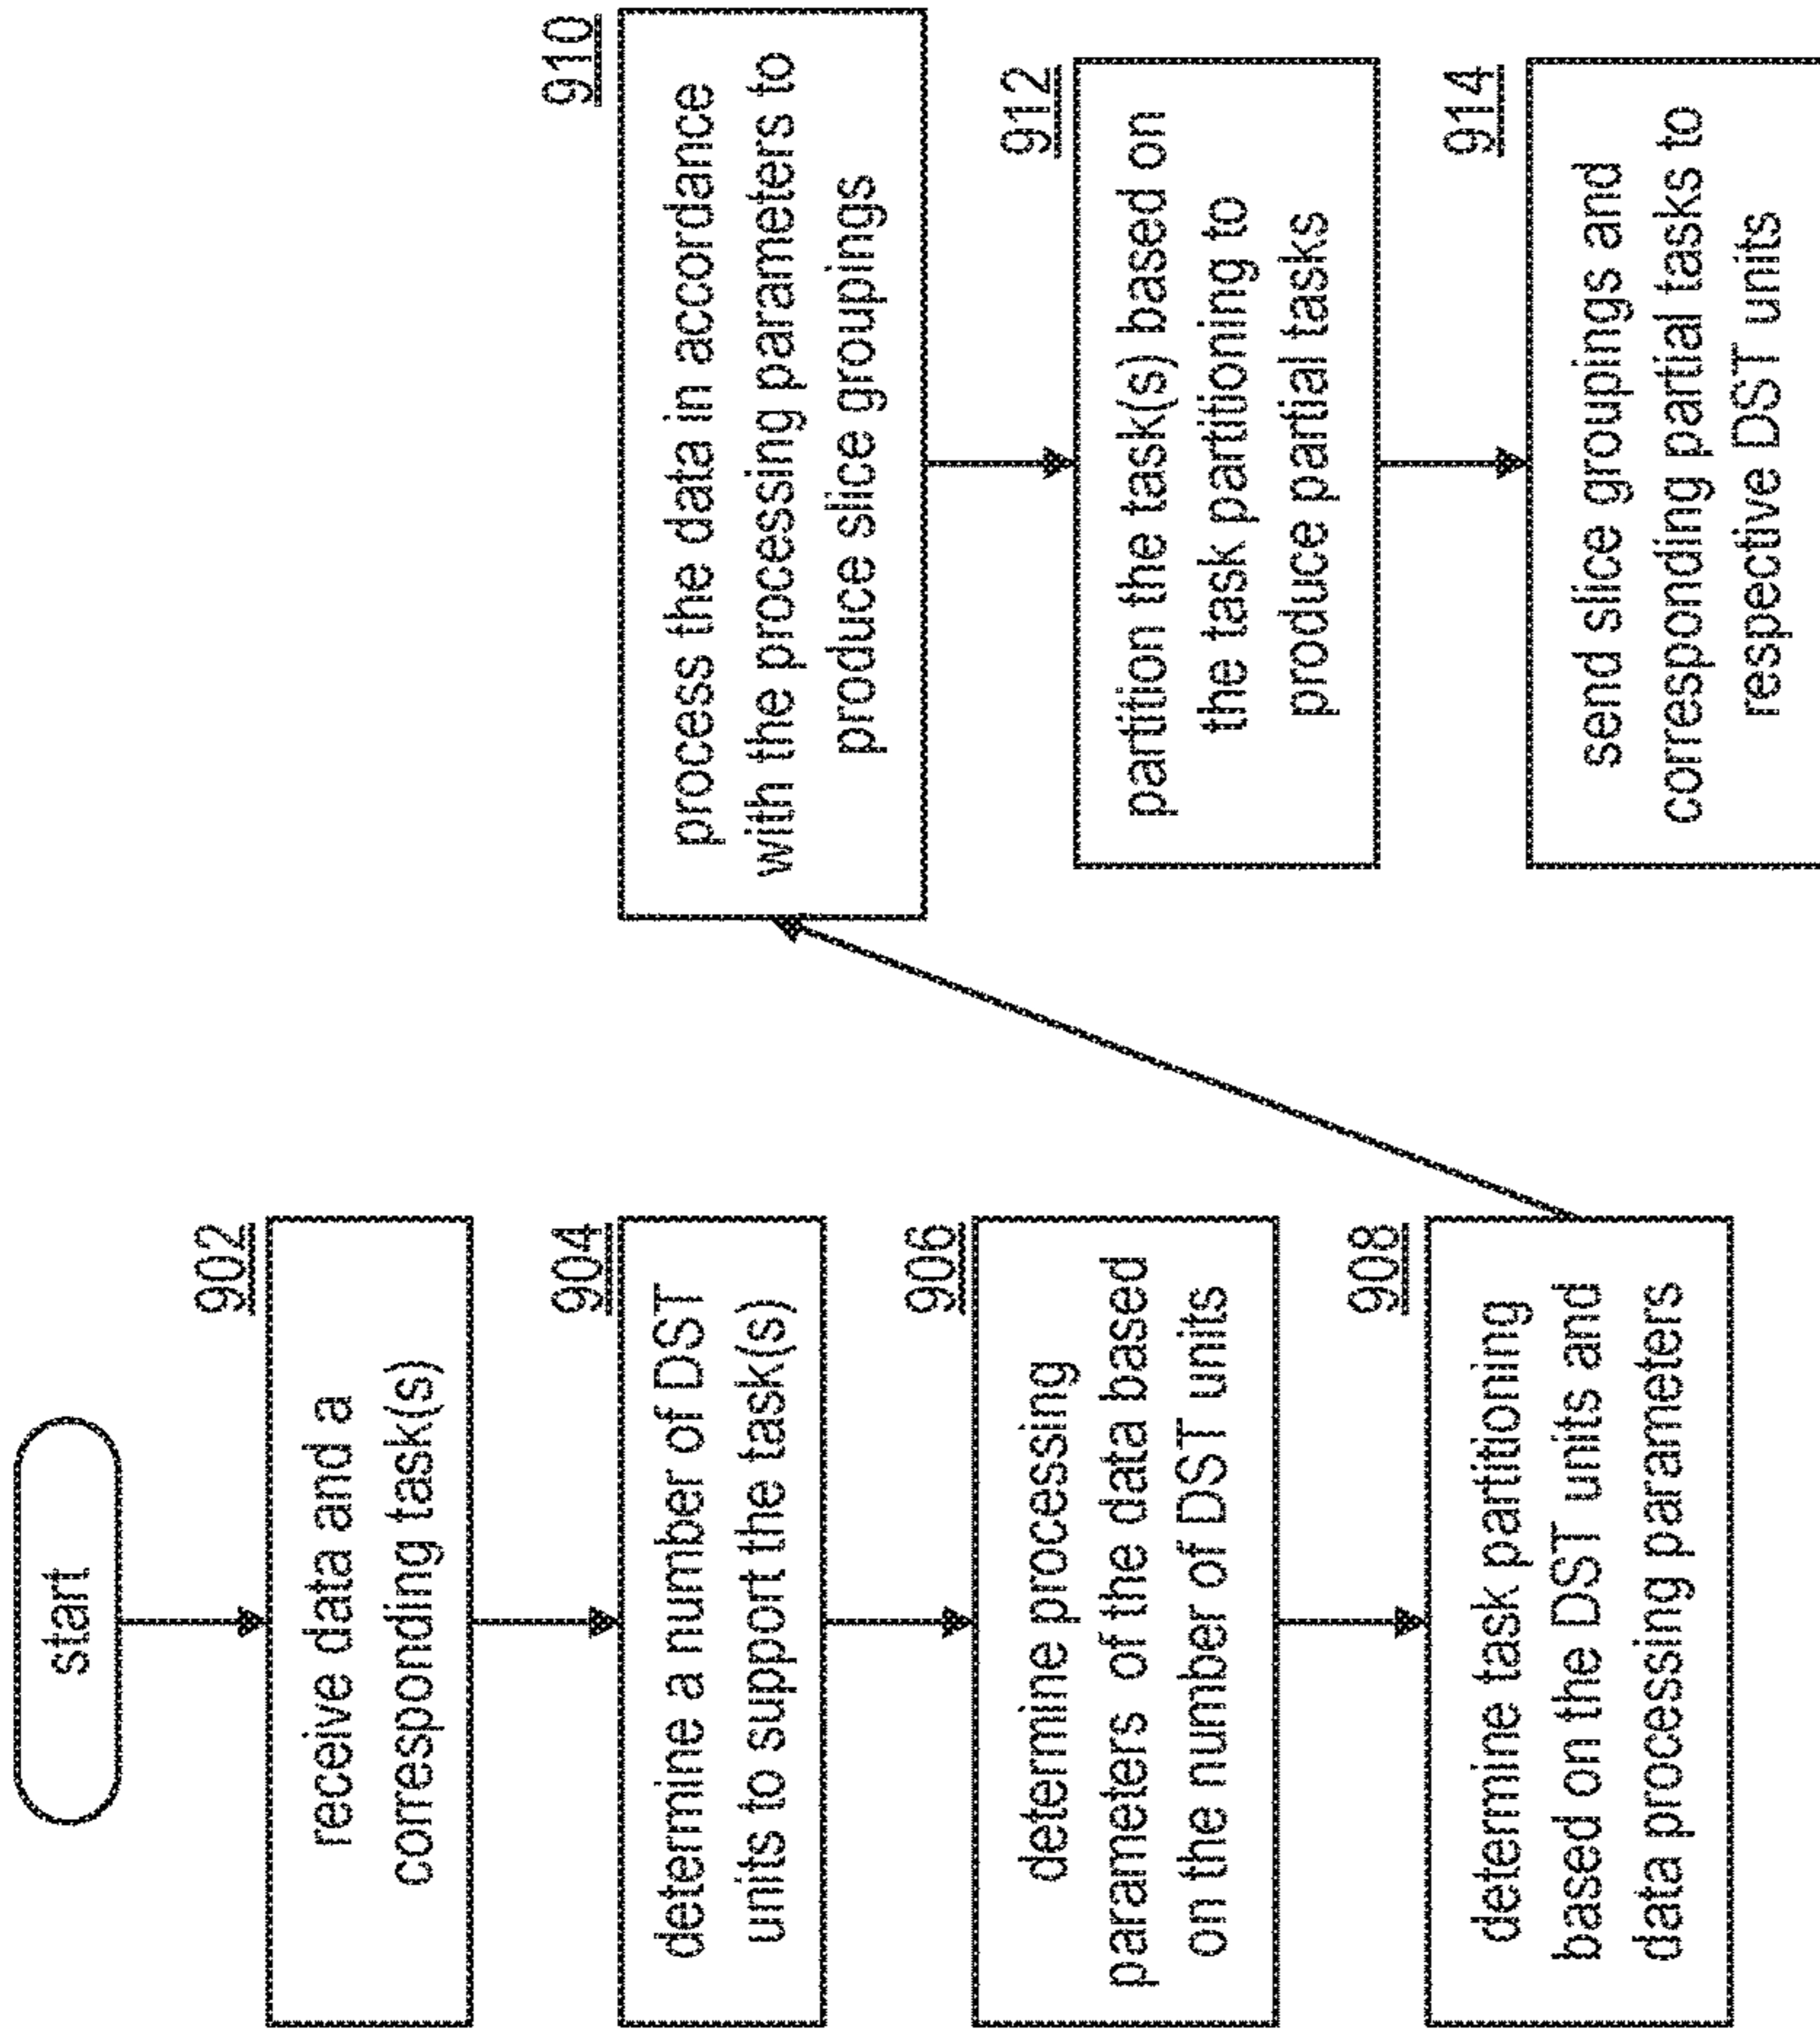 start
902
receive data and a
corresponding task(s)
904
determine a number of DST
units to support the task(s)
906
determine processing
parameters of the data based
on the number of DST units
908
determine task partitioning
based on the DST units and
data processing parameters
910
process the data in accordance
with the processing parameters to
produce slice groupings
912
partition the task(s) based on
the task partitioning to
produce partial tasks
914
send slice groupings and
corresponding partial tasks to
respective DST units